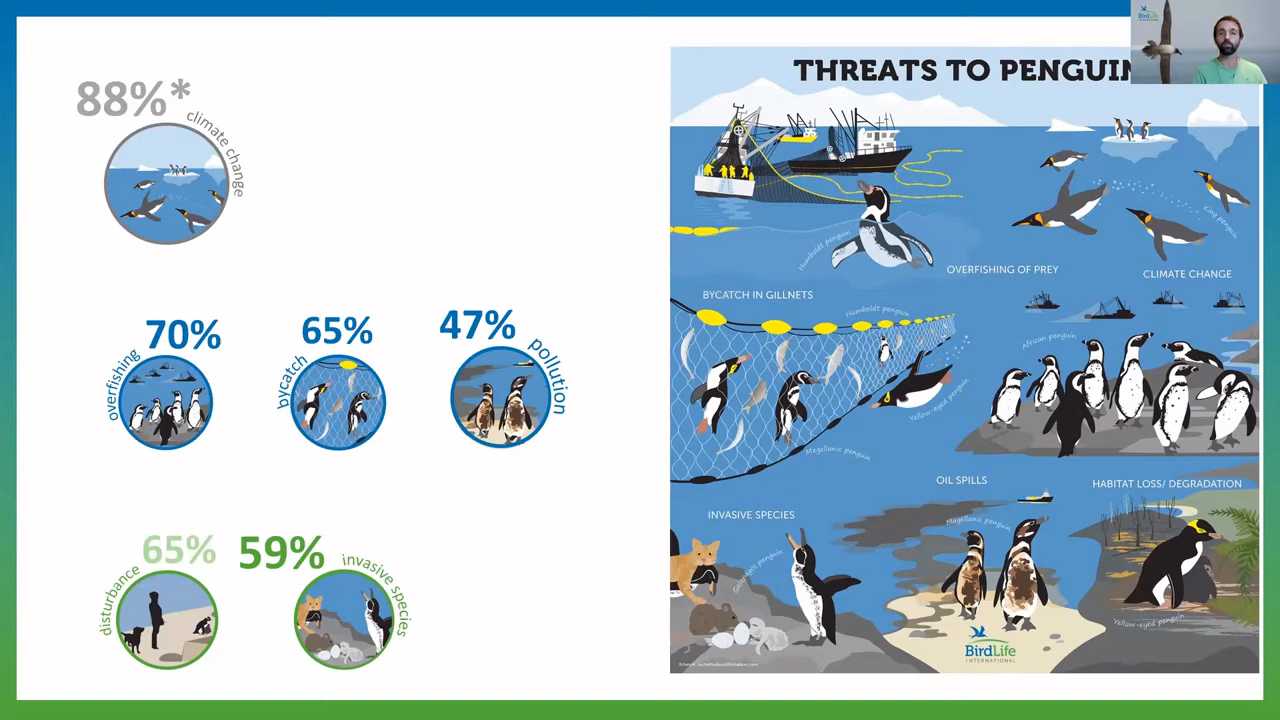 88%*
climate change
70%
overfishing
65%
bycatch
47%
pollution
65%
disturbance
59%
invasive species
THREATS TO PENGUIN
Humboldt penguin
King penguin
OVERFISHING OF PREY
CLIMATE CHANGE
BYCATCH IN GILLNETS
Humboldt penguin
African penguin
Yellow-eyed penguin
Magellanic penguin
OIL SPILLS
HABITAT LOSS/ DEGRADATION
INVASIVE SPECIES
Magellanic penguin
Galapagos penguin
Yellow-eyed penguin
BirdLife
INTERNATIONAL
BirdLife